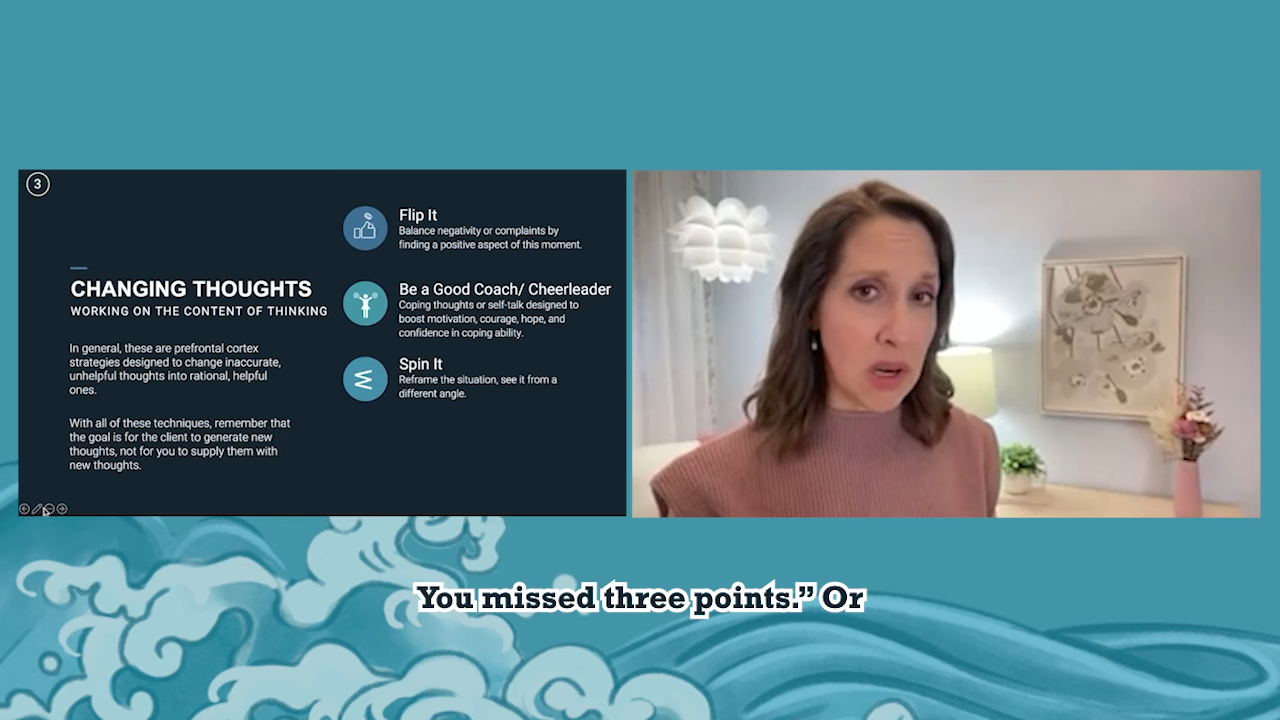 3
CHANGING THOUGHTS
WORKING ON THE CONTENT OF THINKING
In general, these are prefrontal cortex
strategies designed to change inaccurate,
unhelpful thoughts into rational, helpful
ones.
With all of these techniques, remember that
the goal is for the client to generate new
thoughts, not for you to supply them with
new thoughts.
Flip It
Balance negativity or complaints by
finding a positive aspect of this moment.
Be a Good Coach/ Cheerleader
Coping thoughts or self-talk designed to
boost motivation, courage, hope, and
confidence in coping ability.
Spin It
Reframe the situation, see it from a
different angle.
You missed three points.” Or